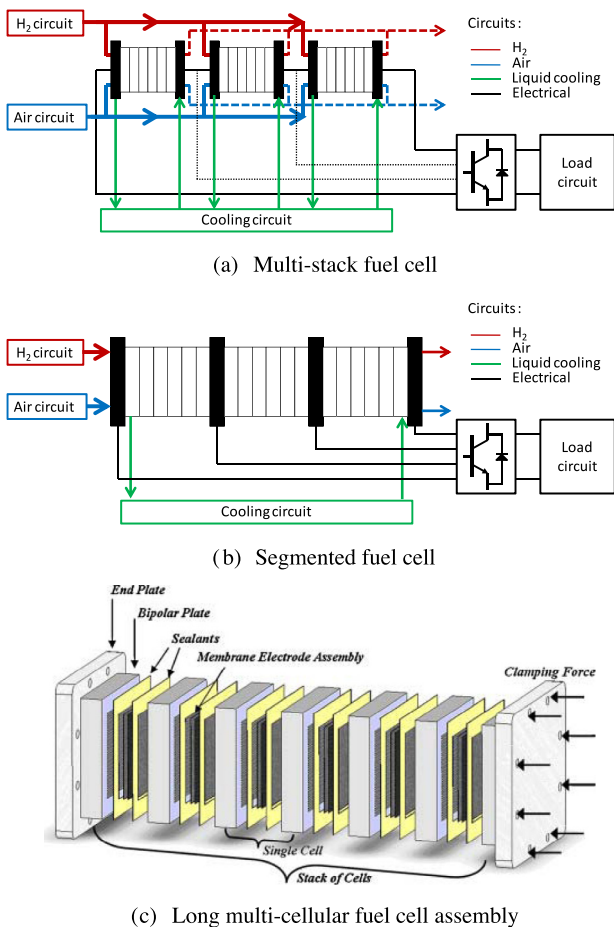 H₂ circuit
Circuits :
H₂
Air
Liquid cooling
Electrical
Air circuit
Load
circuit
Cooling circuit
(a) Multi-stack fuel cell
Circuits :
H₂
Air
Liquid cooling
Electrical
H₂ circuit
Air circuit
Load
circuit
Cooling circuit
(b) Segmented fuel cell
End Plate
Bipolar Plate
Sealants
Membrane Electrode Assembly
Clamping Force
Single Cell
Stack of Cells
(c) Long multi-cellular fuel cell assembly